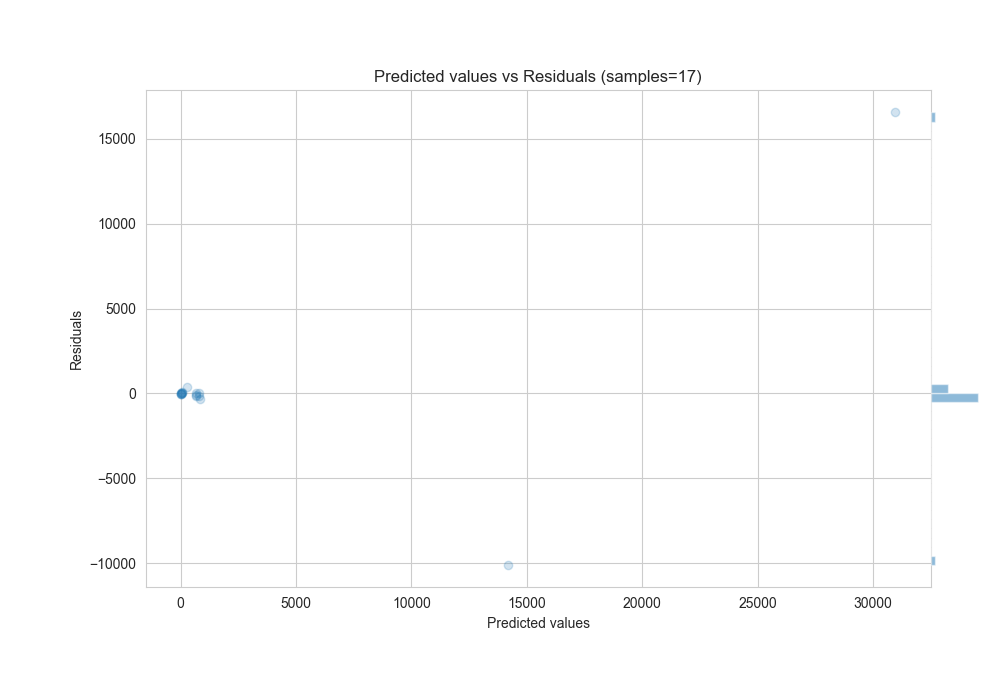 Predicted values vs Residuals (samples=17)
15000
10000
5000
0
−5000
−10000
Residuals
0 5000 10000 15000 20000 25000 30000
Predicted values